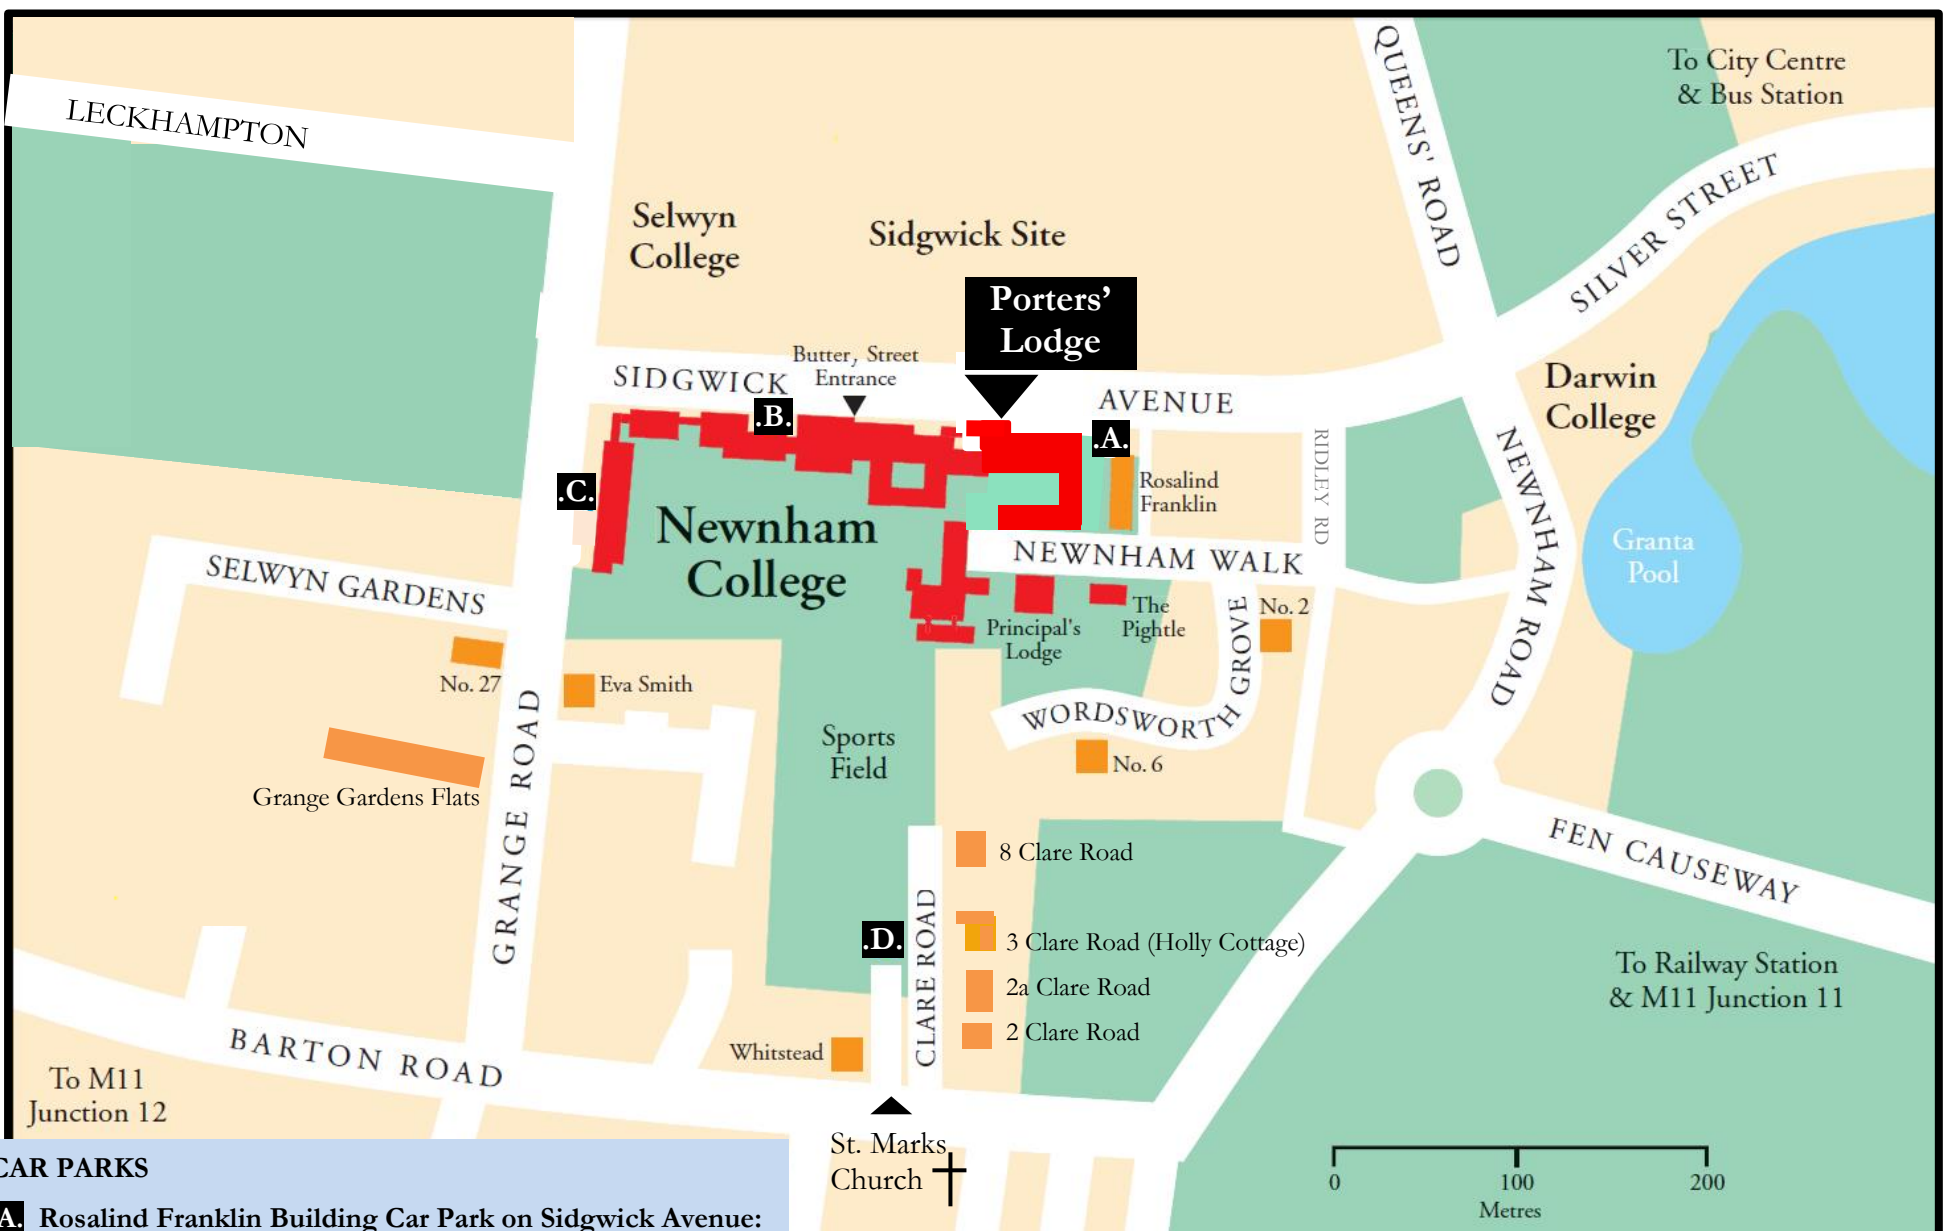 LECKHAMPTON
QUEENS' ROAD
To City Centre
& Bus Station
SILVER STREET
Selwyn
College
Sidgwick Site
Porters’
Lodge
Butter, Street
Entrance
SIDGWICK
AVENUE
.B.
.A.
.C.
Rosalind
Franklin
RIDLEY RD
Darwin
College
NEWNHAM ROAD
Granta
Pool
Newnham
College
NEWNHAM WALK
SELWYN GARDENS
The
Pightle
No. 2
Principal's
Lodge
WORDSWORTH GROVE
No. 27
Eva Smith
No. 6
Sports
Field
Grange Gardens Flats
GRANGE ROAD
8 Clare Road
FEN CAUSEWAY
.D.
CLARE ROAD
3 Clare Road (Holly Cottage)
2a Clare Road
2 Clare Road
To Railway Station
& M11 Junction 11
BARTON ROAD
Whitstead
To M11
Junction 12
St. Marks
Church
0 100 200
Metres
CAR PARKS
A. Rosalind Franklin Building Car Park on Sidgwick Avenue: